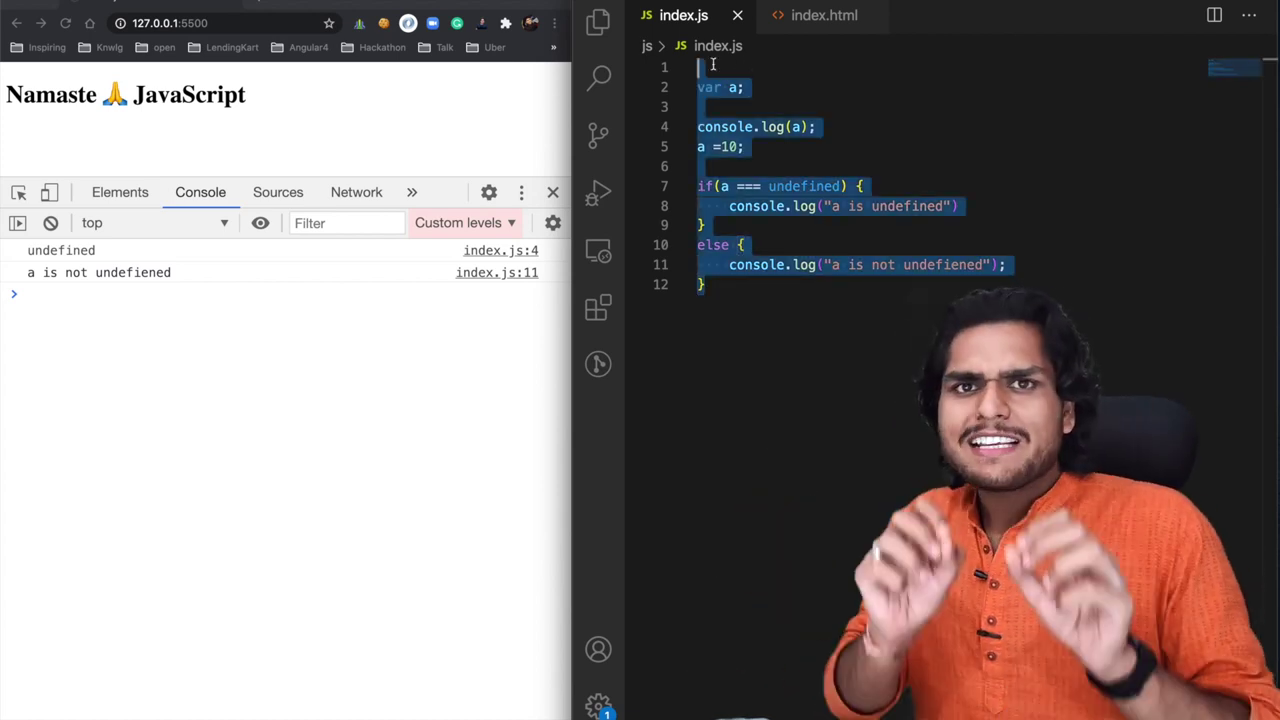 127.0.0.1:5500
Inspiring Knwlg open LendingKart Angular4 Hackathon Talk Uber »
Namaste 🙏 JavaScript
Elements Console Sources Network »
top Filter Custom levels
undefined index.js:4
a is not undefiened index.js:11
>
index.js index.html
js > JS index.js
1
2 var a;
3
4 console.log(a);
5 a =10;
6
7 if(a === undefined) {
8 console.log("a is undefined")
9 }
10 else {
11 console.log("a is not undefiened");
12 }
1